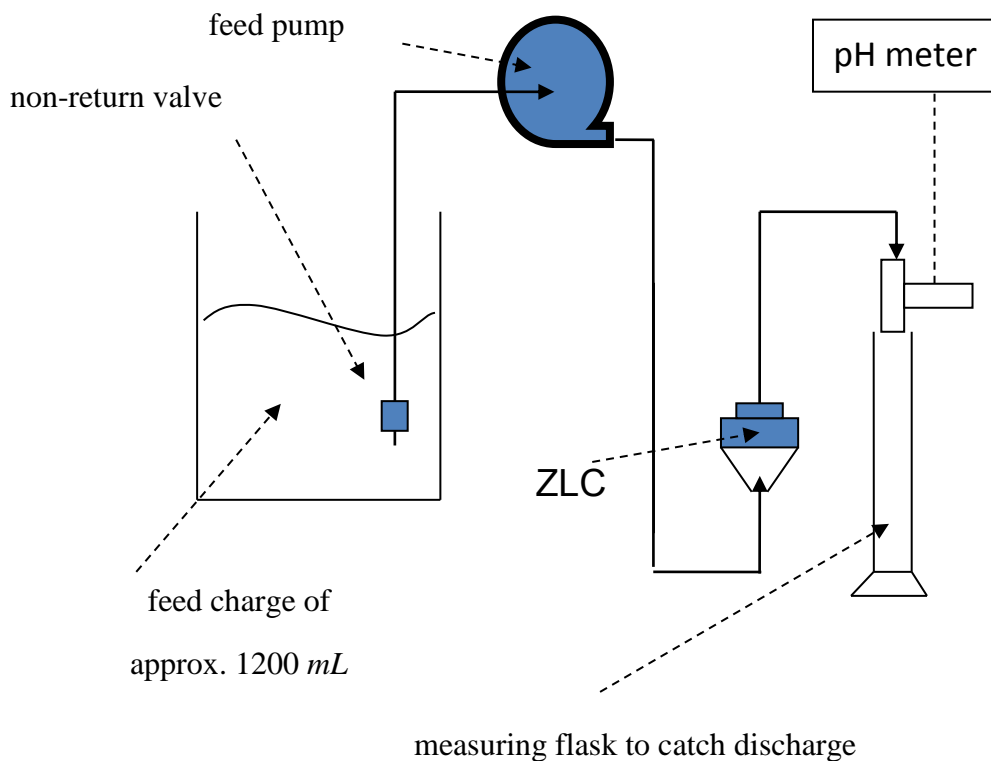 feed pump
pH meter
non-return valve
ZLC
feed charge of
approx. 1200 mL
measuring flask to catch discharge